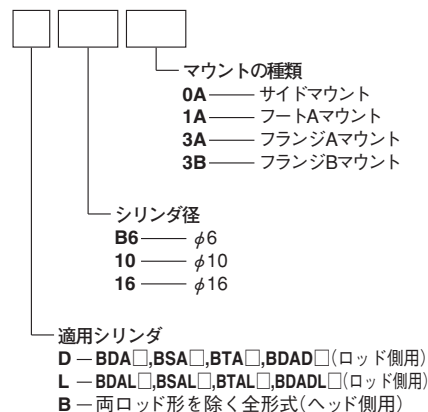 マウントの種類
0A——サイドマウント
1A——フートAマウント
3A——フランジAマウント
3B——フランジBマウント
シリンダ径
B6——φ6
10——φ10
16——φ16
適用シリンダ
D—BDA□,BSA□,BTA□,BDAD□(ロッド側用)
L—BDAL□,BSAL□,BTAL□,BDADL□(ロッド側用)
B—両ロッド形を除く全形式(ヘッド側用)